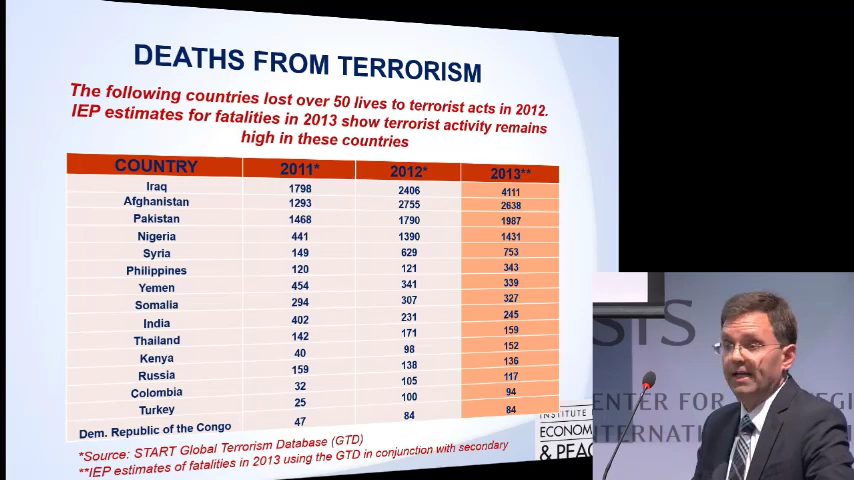 DEATHS FROM TERRORISM
The following countries lost over 50 lives to terrorist acts in 2012.
IEP estimates for fatalities in 2013 show terrorist activity remains
high in these countries
COUNTRY 2011* 2012* 2013**
Iraq 1798 2406 4111
Afghanistan 1293 2755 2638
Pakistan 1468 1790 1987
Nigeria 441 1390 1431
Syria 149 629 753
Philippines 120 121 343
Yemen 454 341 339
Somalia 294 307 327
India 402 231 245
Thailand 142 171 159
Kenya 40 98 152
Russia 159 138 136
Colombia 32 105 117
Turkey 25 100 94
Dem. Republic of the Congo 47 84 84
*Source: START Global Terrorism Database (GTD)
**IEP estimates of fatalities in 2013 using the GTD in conjunction with secondary
INSTITUTE
ECONOM
& PEAC
SIS
ENTER FOR